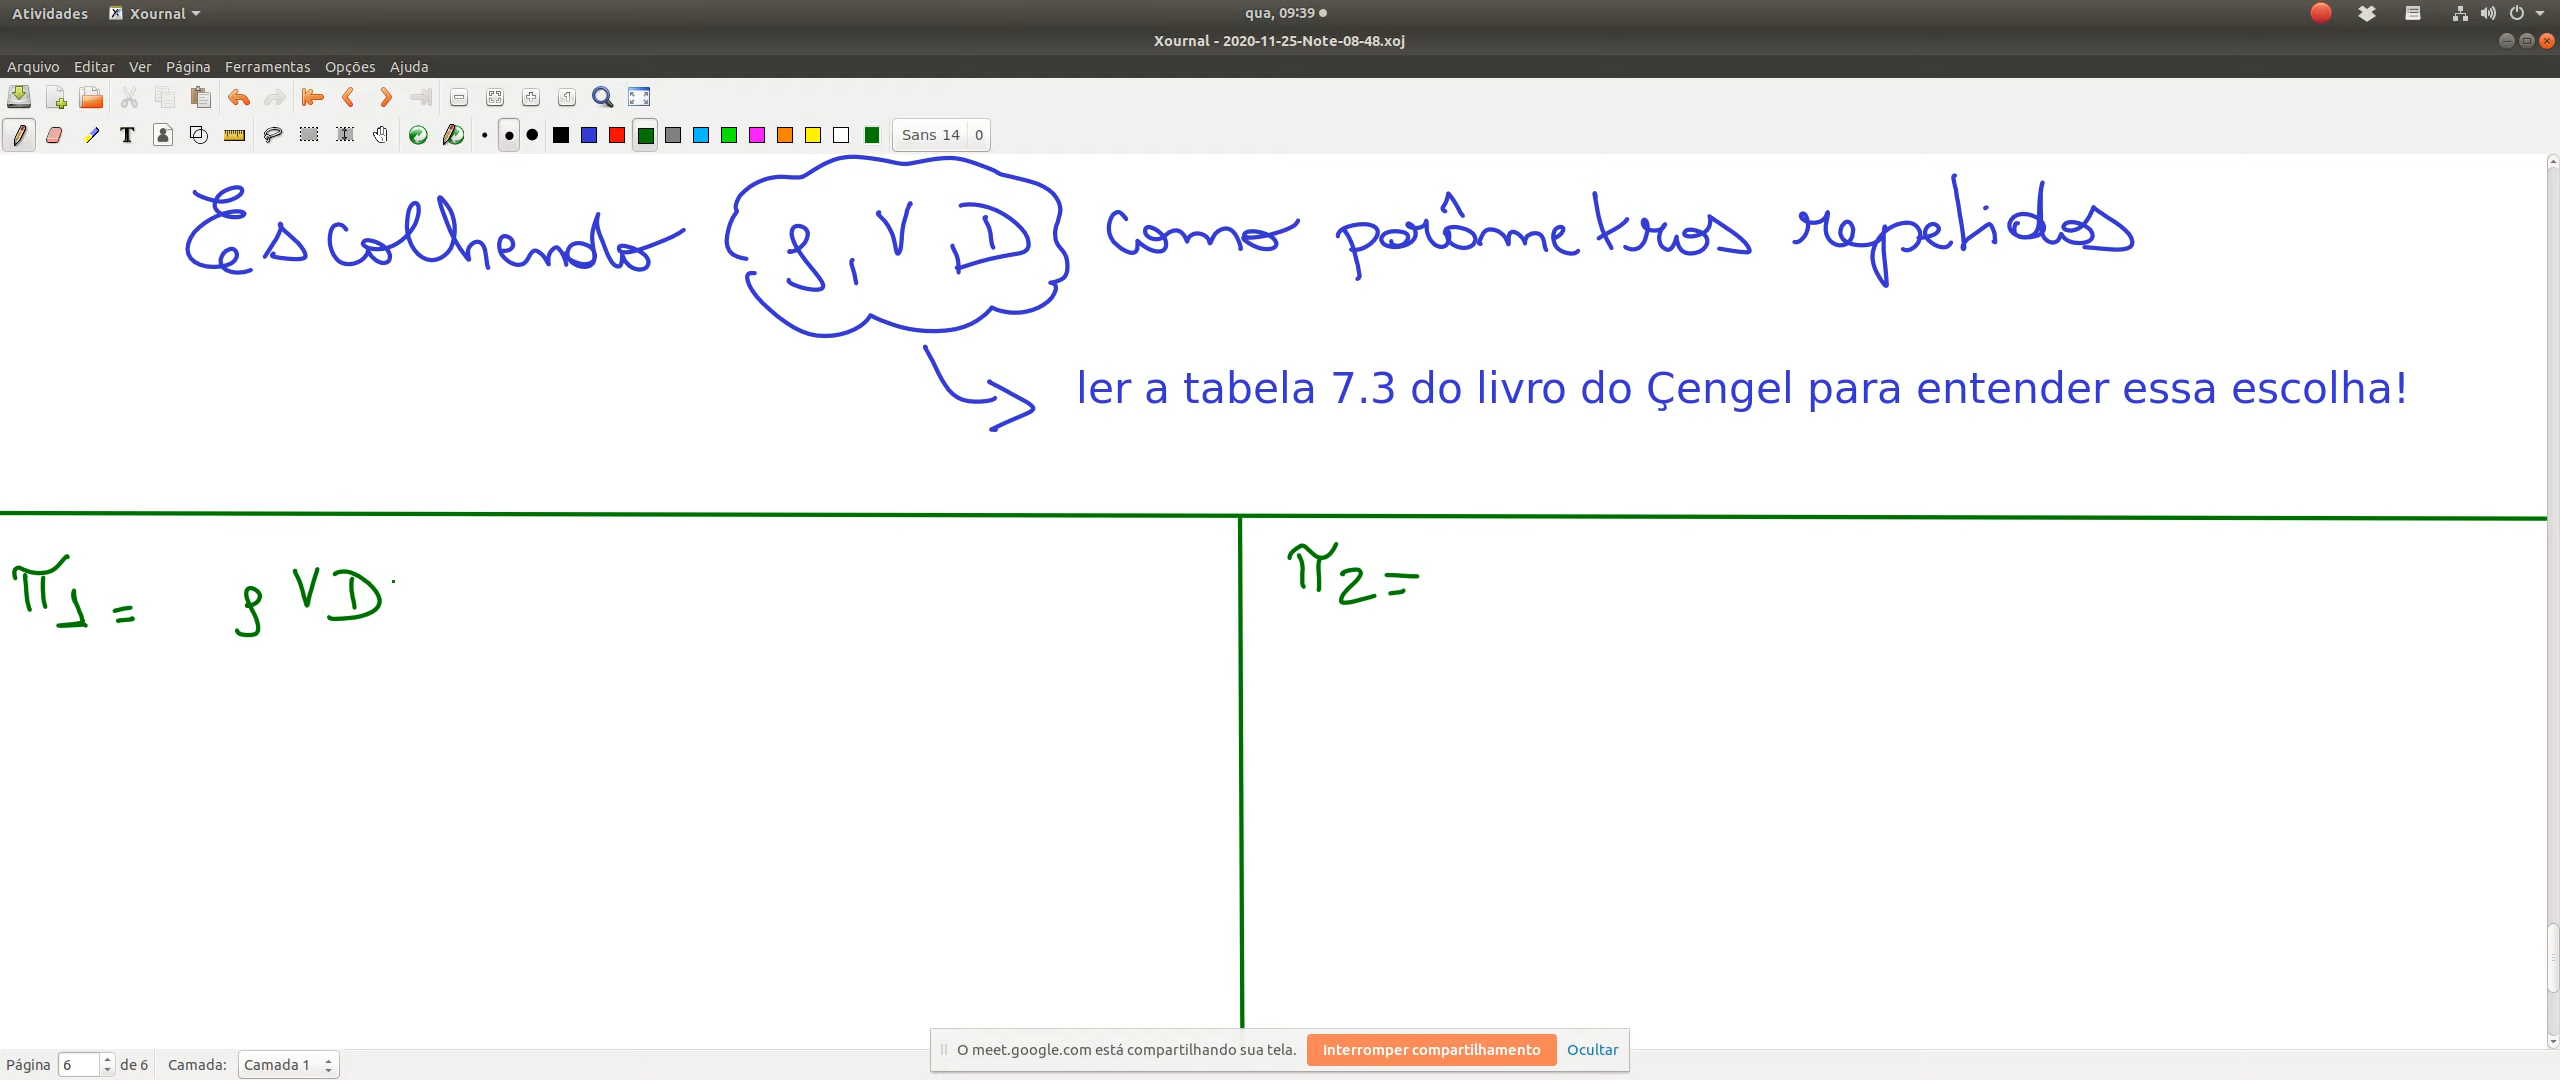 Atividades Xournal qua, 09:39
Xournal - 2020-11-25-Note-08-48.xoj
Arquivo Editar Ver Página Ferramentas Opções Ajuda
Sans 14 0
Escolhendo ρ, V, D como parâmetros repetidos
ler a tabela 7.3 do livro do Çengel para entender essa escolha!
π1 = ρ V D
π2 =
O meet.google.com está compartilhando sua tela. Interromper compartilhamento Ocultar
Página 6 de 6 Camada: Camada 1